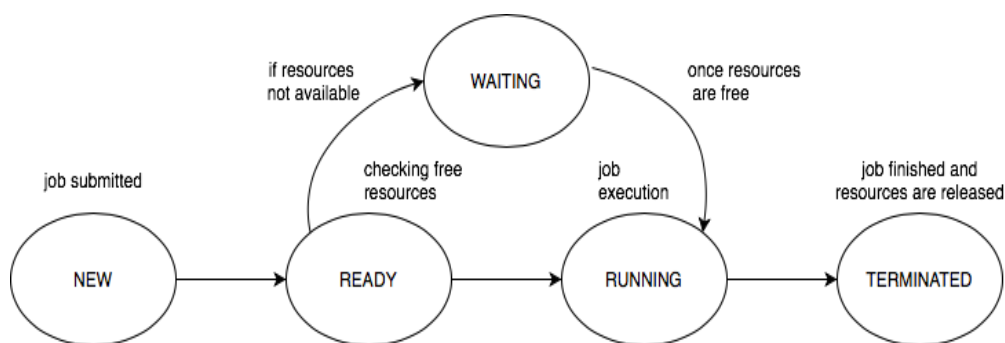 if resources
not available
WAITING
once resources
are free
job submitted
checking free
resources
job
execution
job finished and
resources are released
NEW
READY
RUNNING
TERMINATED